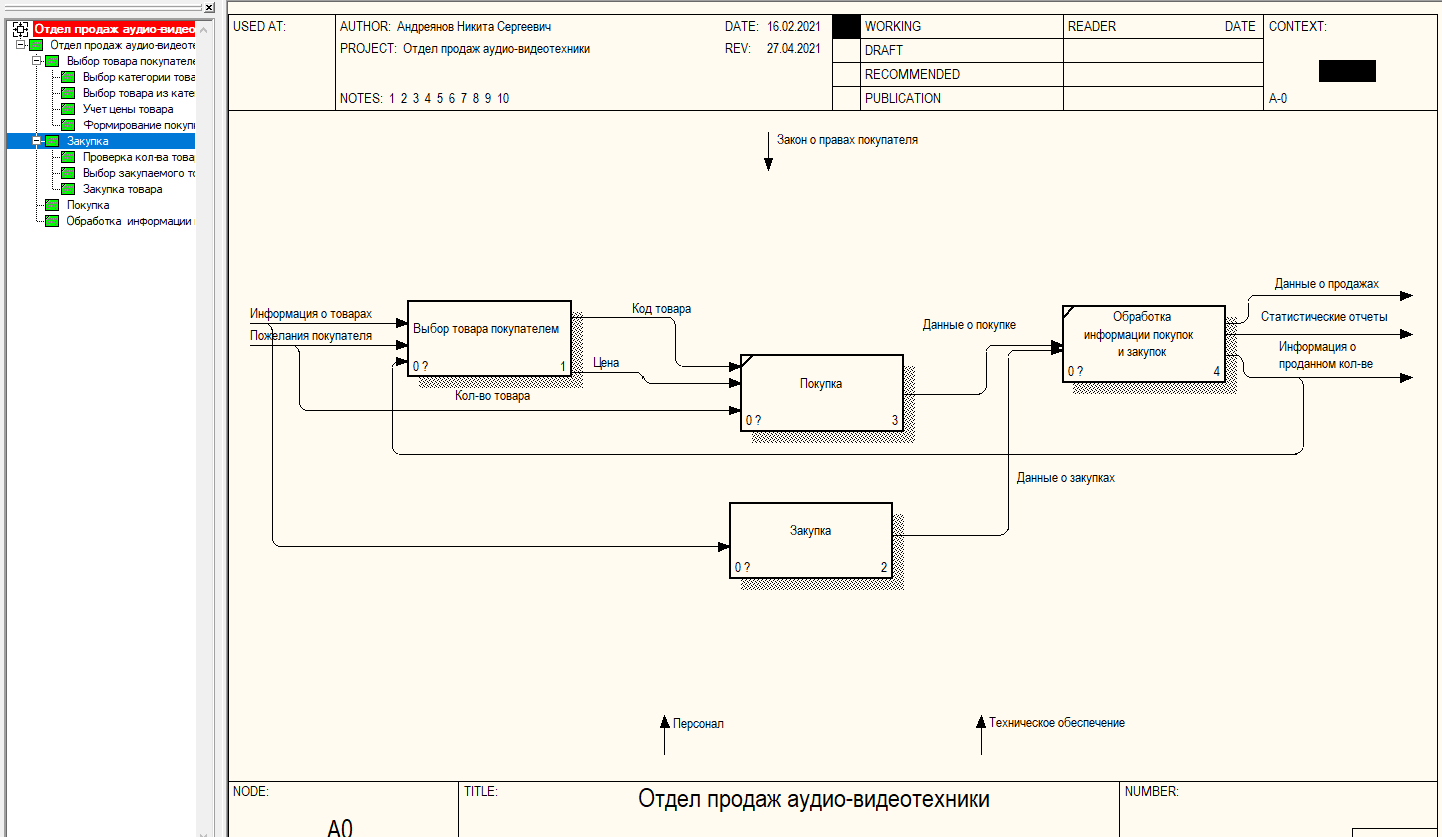 Отдел продаж аудио-видео
Отдел продаж аудио-видеоте
Выбор товара покупателе
Выбор категории това
Выбор товара из кате
Учет цены товара
Формирование покупк
Закупка
Проверка кол-ва това
Выбор закупаемого то
Закупка товара
Покупка
Обработка информации
USED AT:
AUTHOR: Андреянов Никита Сергеевич
DATE: 16.02.2021
PROJECT: Отдел продаж аудио-видеотехники
REV: 27.04.2021
NOTES: 1 2 3 4 5 6 7 8 9 10
WORKING
DRAFT
RECOMMENDED
PUBLICATION
READER DATE
CONTEXT:
A-0
Закон о правах покупателя
Информация о товарах
Пожелания покупателя
Выбор товара покупателем
0 ? 1
Код товара
Цена
Кол-во товара
Покупка
0 ? 3
Данные о покупке
Обработка
информации покупок
и закупок
0 ? 4
Данные о продажах
Статистические отчеты
Информация о
проданном кол-ве
Данные о закупках
Закупка
0 ? 2
Персонал
Техническое обеспечение
NODE:
A0
TITLE:
Отдел продаж аудио-видеотехники
NUMBER: